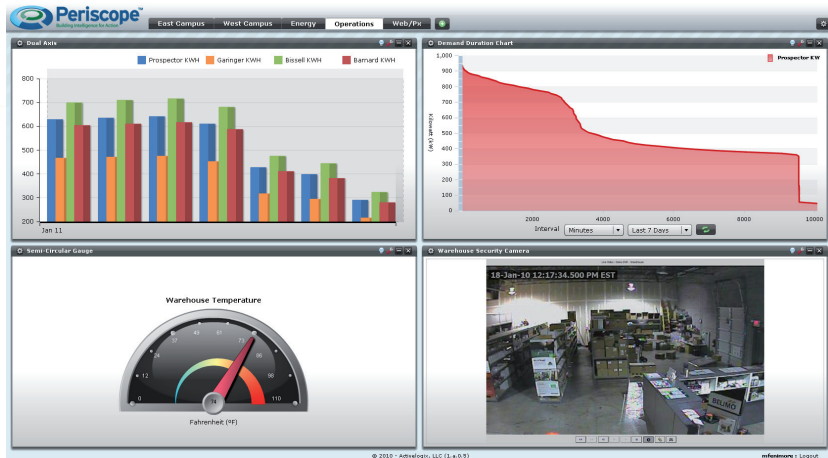 Periscope™
Building Intelligence for Action
East Campus West Campus Energy Operations Web/Px
Dual Axis
Prospector KWH Garinger KWH Bissell KWH Barnard KWH
800
700
600
500
400
300
200
Jan 11
Demand Duration Chart
Prospector KW
1,000
900
800
700
600
500
400
300
200
100
0
Kilowatt (kW)
2000 4000 6000 8000 10000
Interval Minutes Last 7 Days
Semi-Circular Gauge
Warehouse Temperature
0
12
24
37
49
61
73
86
98
110
74
Fahrenheit (ºF)
Warehouse Security Camera
18-Jan-10 12:17:34.500 PM EST
BELIMO
© 2010 - Activelogix, LLC (1.a.0.5)
mfenimore : Logout